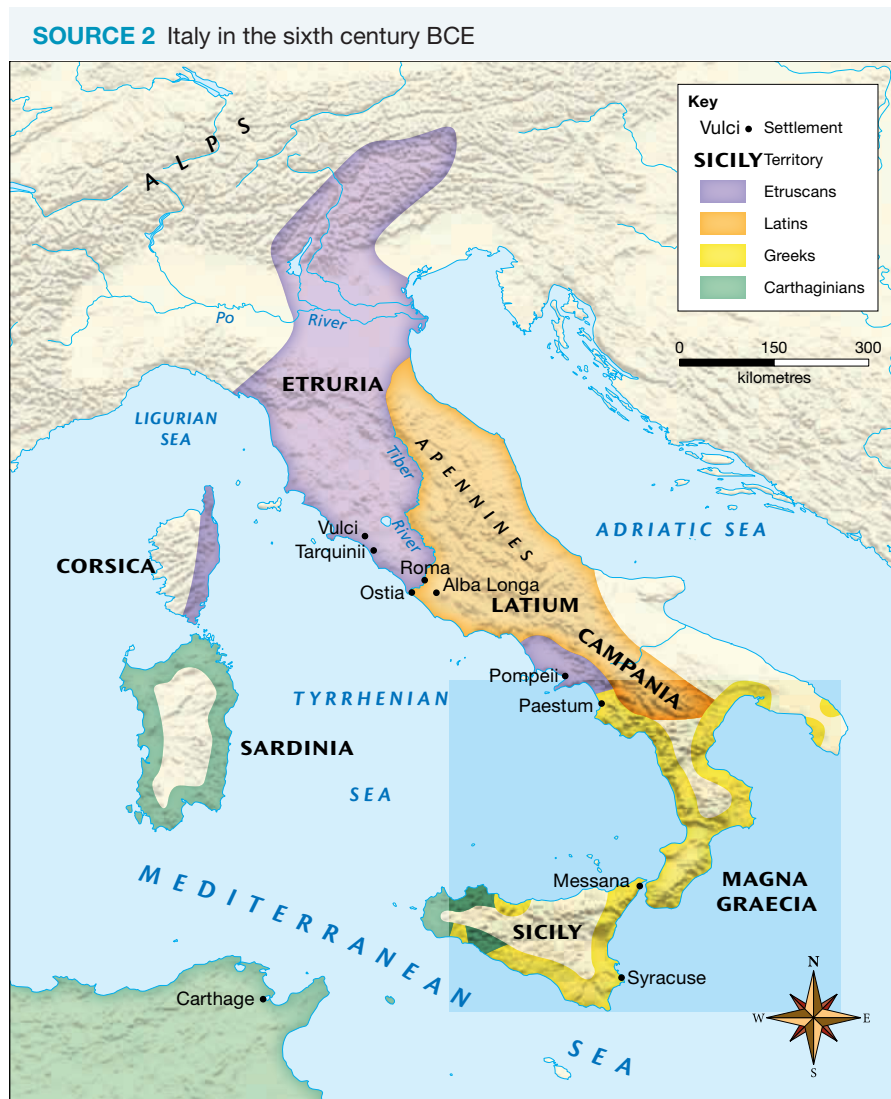 SOURCE 2 Italy in the sixth century BCE
Key
Vulci • Settlement
SICILY Territory
Etruscans
Latins
Greeks
Carthaginians
0 150 300
kilometres
ALPS
Po River
ETRURIA
LIGURIAN
SEA
APENNINES
Tiber
River
ADRIATIC SEA
Vulci
Tarquinii
CORSICA
Roma
Ostia
Alba Longa
LATIUM
CAMPANIA
Pompeii
Paestum
TYRRHENIAN
SEA
SARDINIA
MEDITERRANEAN
SEA
Messana
MAGNA
GRAECIA
SICILY
Syracuse
Carthage
N
W E
S